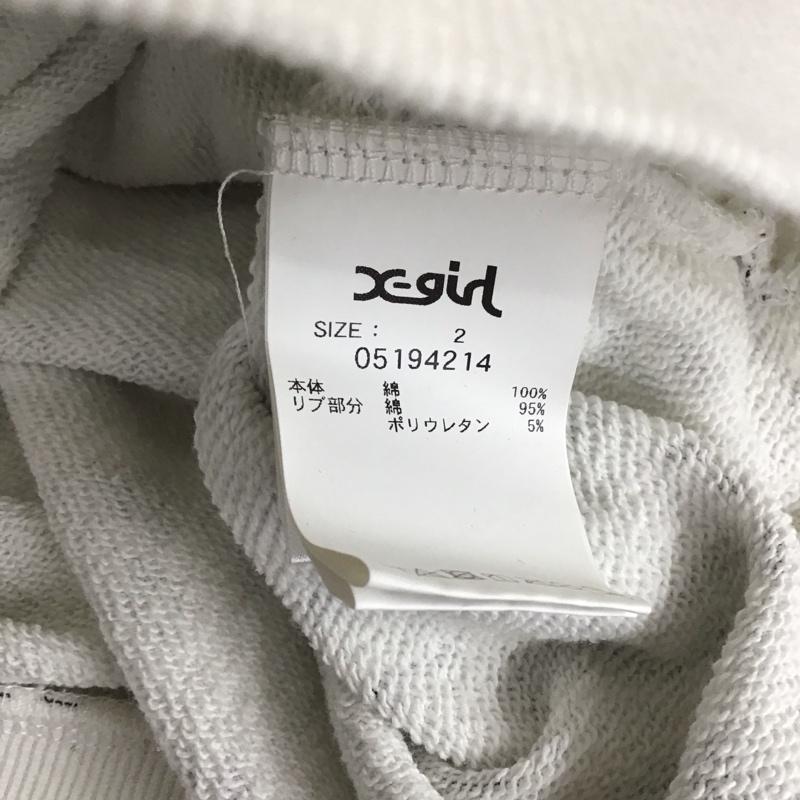 X-girl
SIZE : 2
05194214
本体 綿 100%
リブ部分 綿 95%
ポリウレタン 5%